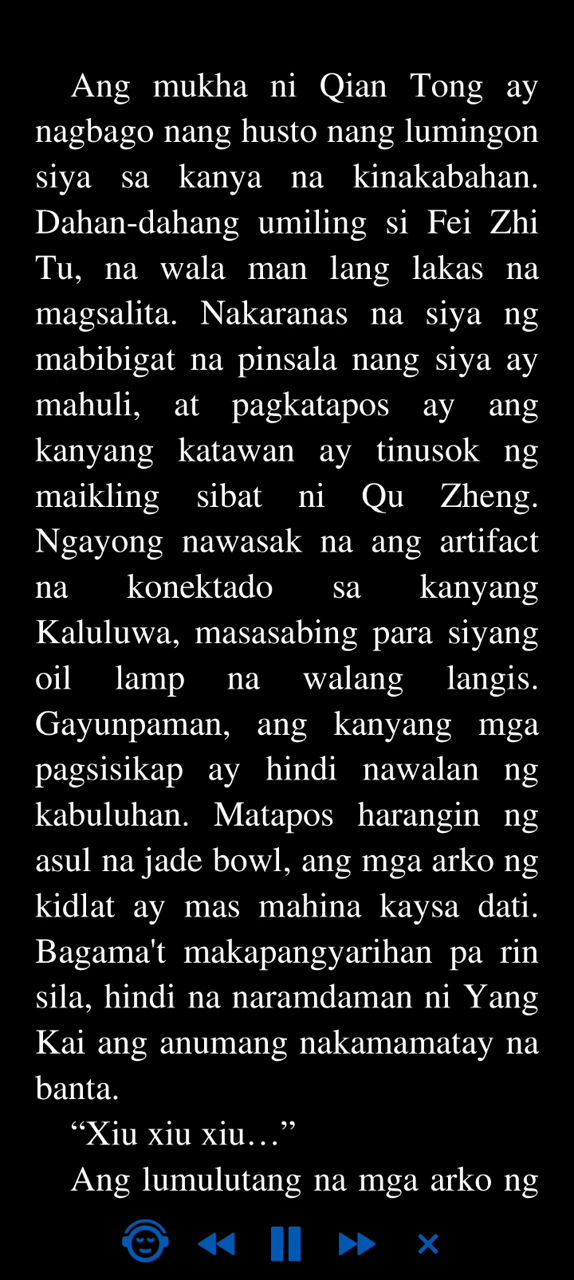 Ang mukha ni Qian Tong ay
nagbago nang husto nang lumingon
siya sa kanya na kinakabahan.
Dahan-dahang umiling si Fei Zhi
Tu, na wala man lang lakas na
magsalita. Nakaranas na siya ng
mabibigat na pinsala nang siya ay
mahuli, at pagkatapos ay ang
kanyang katawan ay tinusok ng
maikling sibat ni Qu Zheng.
Ngayong nawasak na ang artifact
na konektado sa kanyang
Kaluluwa, masasabing para siyang
oil lamp na walang langis.
Gayunpaman, ang kanyang mga
pagsisikap ay hindi nawalan ng
kabuluhan. Matapos harangin ng
asul na jade bowl, ang mga arko ng
kidlat ay mas mahina kaysa dati.
Bagama't makapangyarihan pa rin
sila, hindi na naramdaman ni Yang
Kai ang anumang nakamamatay na
banta.
“Xiu xiu xiu…”
Ang lumulutang na mga arko ng